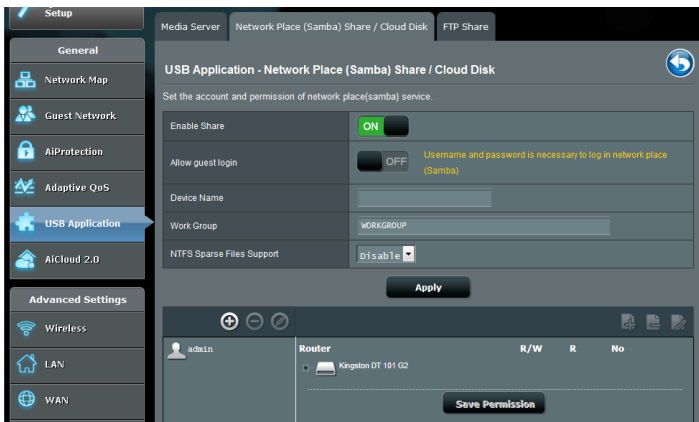 Setup
General
Network Map
Guest Network
AiProtection
Adaptive QoS
USB Application
AiCloud 2.0
Advanced Settings
Wireless
LAN
WAN
Media Server
Network Place (Samba) Share / Cloud Disk
FTP Share
USB Application - Network Place (Samba) Share / Cloud Disk
Set the account and permission of network place(samba) service.
Enable Share
ON
Allow guest login
OFF
Username and password is necessary to log in network place
(Samba)
Device Name
Work Group
WORKGROUP
NTFS Sparse Files Support
Disable
Apply
admin
Router
R/W
R
No
Kingston DT 101 G2
Save Permission